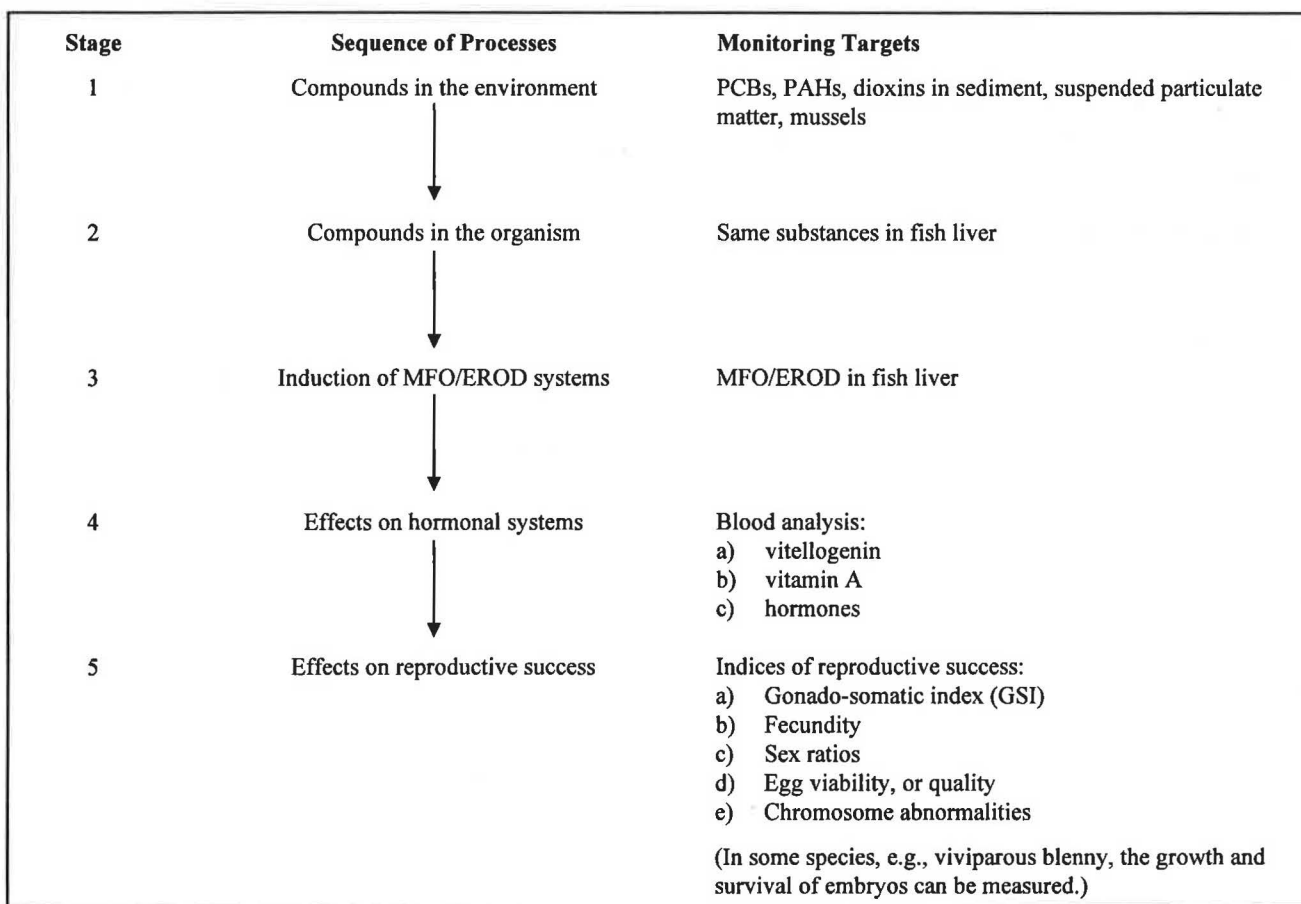 Stage Sequence of Processes Monitoring Targets
1 Compounds in the environment PCBs, PAHs, dioxins in sediment, suspended particulate
matter, mussels
2 Compounds in the organism Same substances in fish liver
3 Induction of MFO/EROD systems MFO/EROD in fish liver
4 Effects on hormonal systems Blood analysis:
a) vitellogenin
b) vitamin A
c) hormones
5 Effects on reproductive success Indices of reproductive success:
a) Gonado-somatic index (GSI)
b) Fecundity
c) Sex ratios
d) Egg viability, or quality
e) Chromosome abnormalities
(In some species, e.g., viviparous blenny, the growth and
survival of embryos can be measured.)